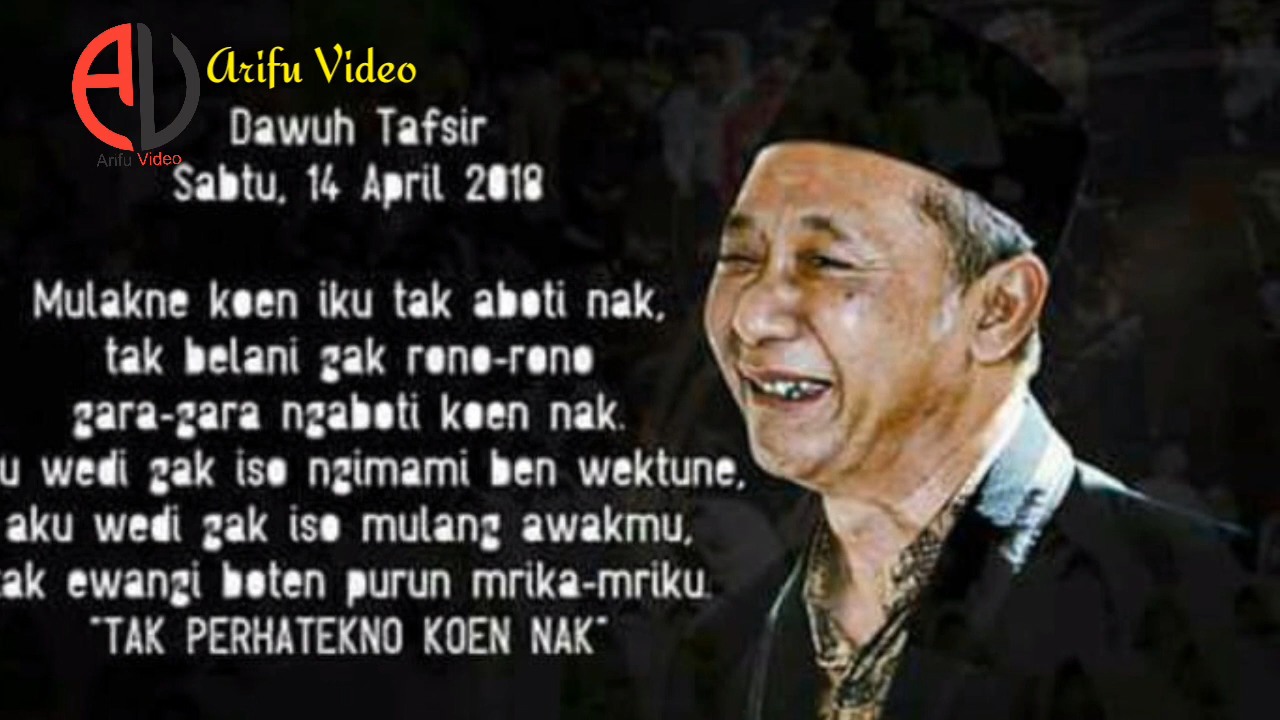 Arifu Video
Arifu Video
Dawuh Tafsir
Sabtu, 14 April 2018
Mulakne koen iku tak aboti nak,
tak belani gak rono-rono
gara-gara ngaboti koen nak.
u wedi gak iso ngimami ben wektune,
aku wedi gak iso mulang awakmu,
ak ewangi boten purun mrika-mriku.
"TAK PERHATEKNO KOEN NAK"